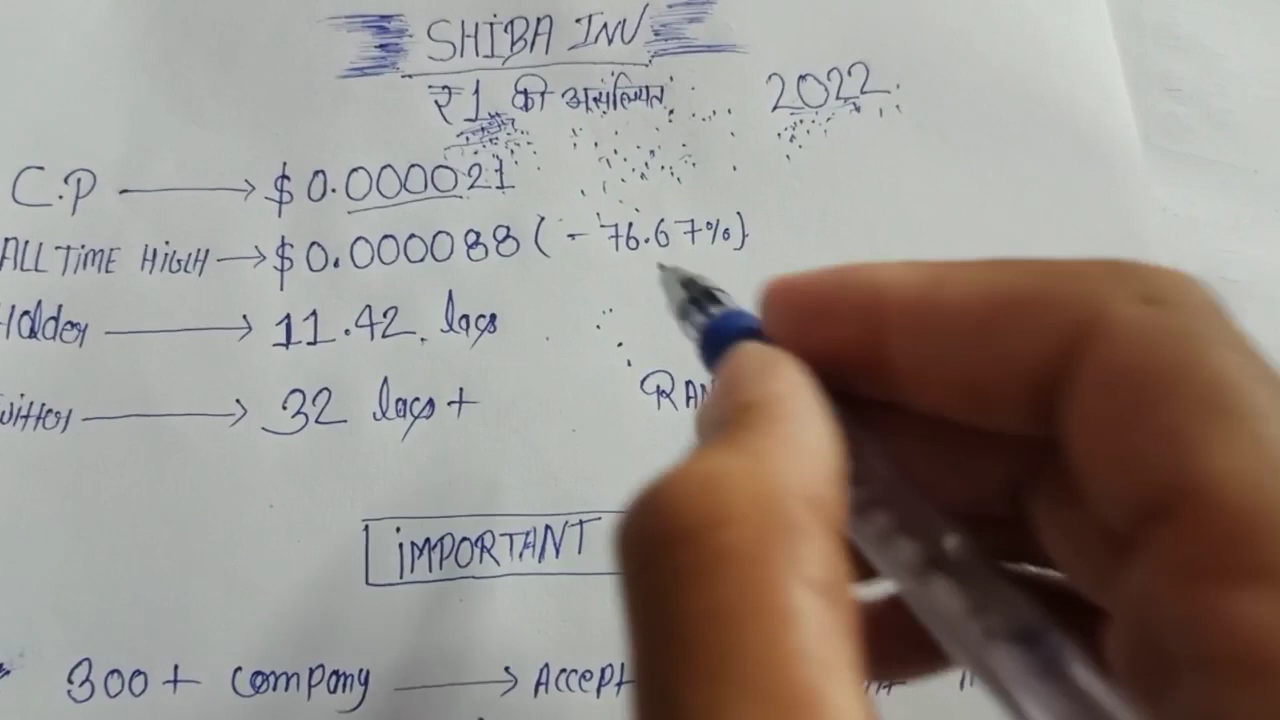 SHIBA INU
₹1 की असलियत 2022
C.P → $0.000021
ALL TIME HIGH → $0.000088 (-76.67%)
Holder → 11.42 lacs
Twitter → 32 lacs+
IMPORTANT
300+ company → Accept